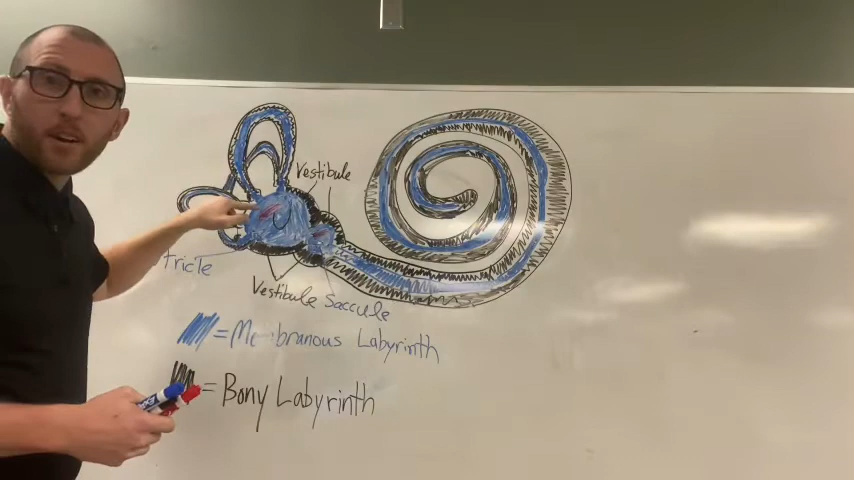 Vestibule
tricle
Vestibule Saccule
= Membranous Labyrinth
= Bony Labyrinth